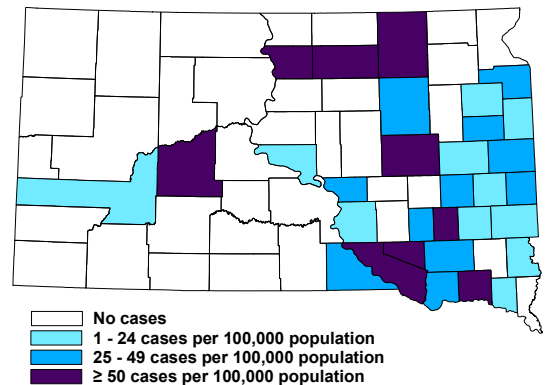 No cases
1 - 24 cases per 100,000 population
25 - 49 cases per 100,000 population
≥ 50 cases per 100,000 population